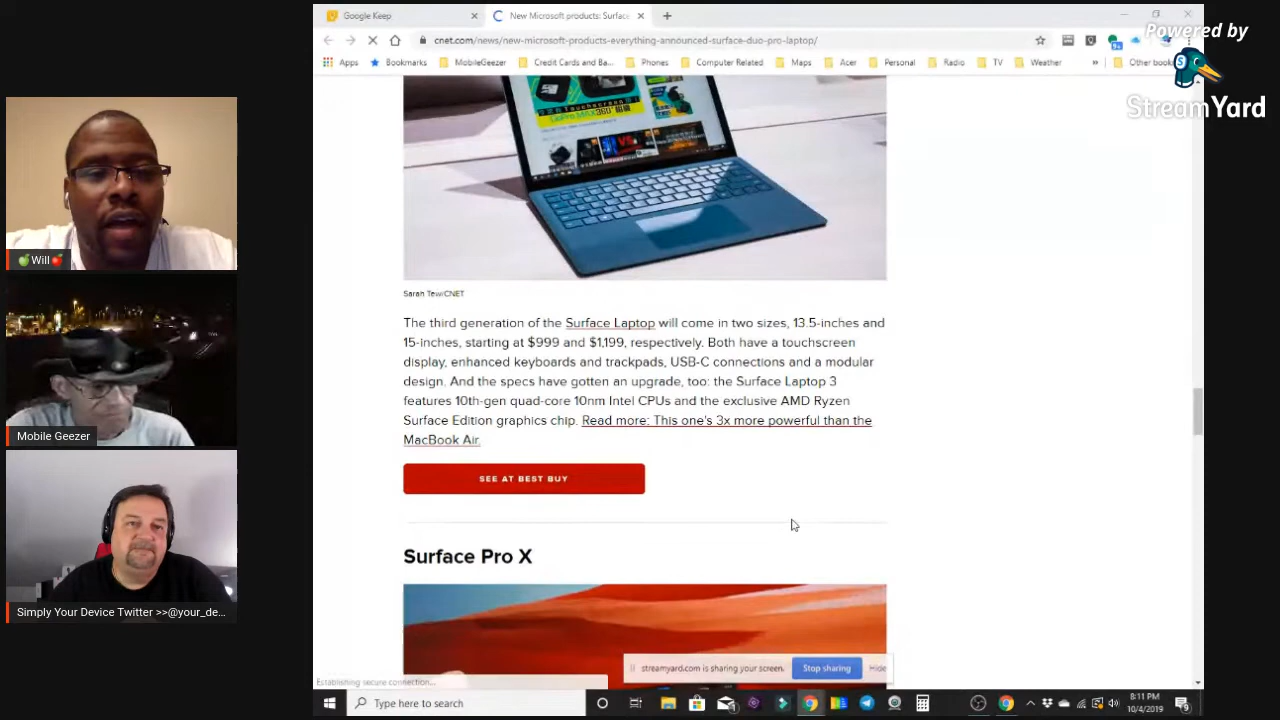 Google Keep
New Microsoft products: Surfac
Powered by
StreamYard
cnet.com/news/new-microsoft-products-everything-announced-surface-duo-pro-laptop/
Apps Bookmarks MobileGeezer Credit Cards and Ba... Phones Computer Related Maps Acer Personal Radio TV Weather » Other book
Touchscreen
GoPro MAX 360°
VS
Sarah Tew/CNET
The third generation of the Surface Laptop will come in two sizes, 13.5-inches and
15-inches, starting at $999 and $1,199, respectively. Both have a touchscreen
display, enhanced keyboards and trackpads, USB-C connections and a modular
design. And the specs have gotten an upgrade, too: the Surface Laptop 3
features 10th-gen quad-core 10nm Intel CPUs and the exclusive AMD Ryzen
Surface Edition graphics chip. Read more: This one's 3x more powerful than the
MacBook Air.
SEE AT BEST BUY
Surface Pro X
🍏Will🍎
Mobile Geezer
Simply Your Device Twitter >>@your_de...
streamyard.com is sharing your screen. Stop sharing Hide
Establishing secure connection...
Type here to search
8:11 PM
10/4/2019